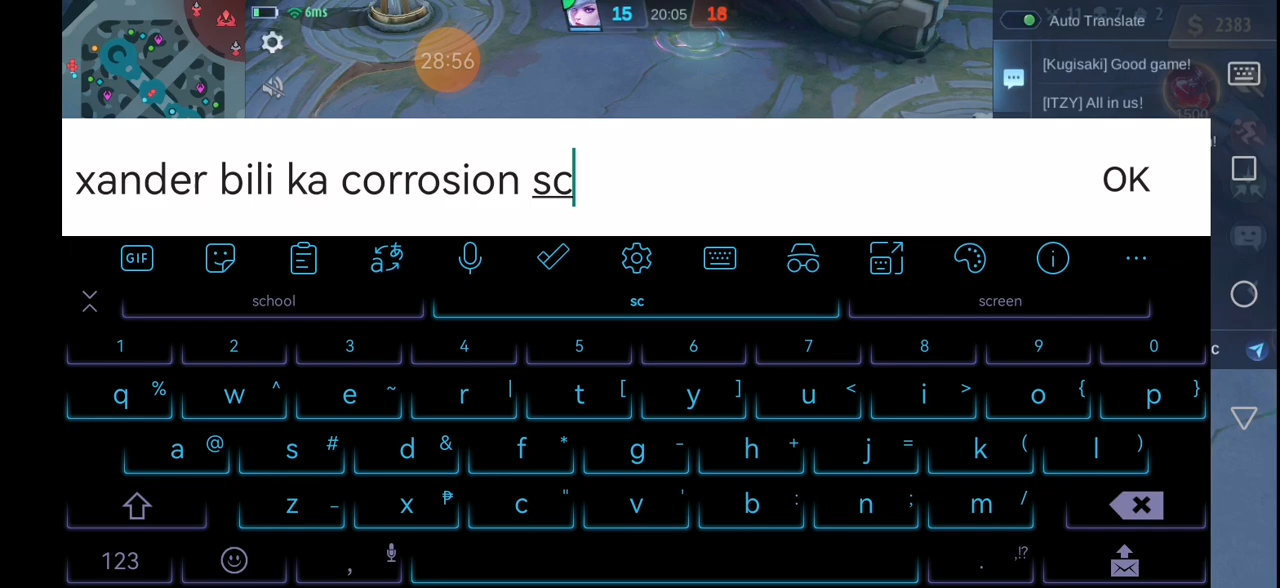 6ms
15 20:05 18
28:56
Auto Translate
$ 2383
[Kugisaki] Good game!
[ITZY] All in us!
1500
xander bili ka corrosion sc
OK
GIF
school sc screen
1 2 3 4 5 6 7 8 9 0
q % w ^ e ~ r | t [ y ] u < i > o { p }
a @ s # d & f * g - h + j = k ( l )
z _ x ₱ c " v ' b : n ; m /
123 , . ,!?
c